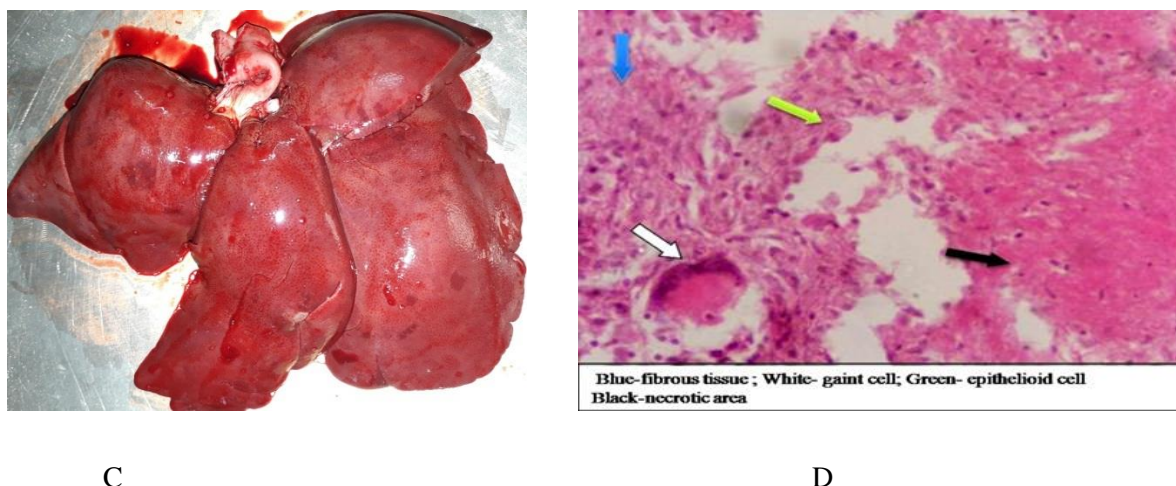 Blue-fibrous tissue ; White- gaint cell; Green- epithelioid cell
Black-necrotic area
C
D